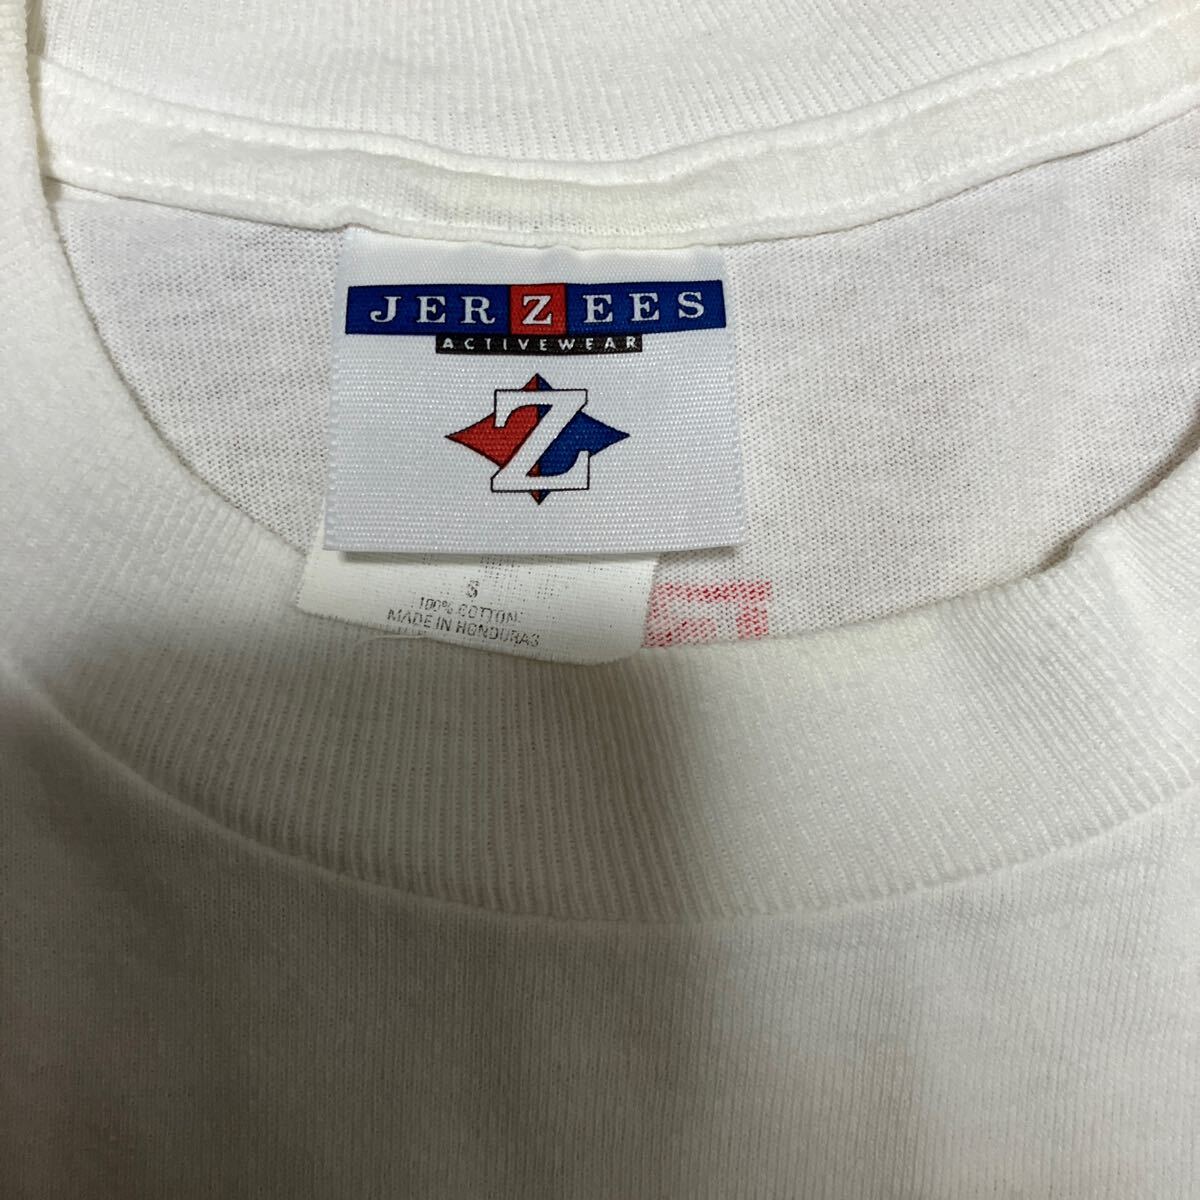 JERZEES
ACTIVEWEAR
Z
S
100% COTTON
MADE IN HONDURAS